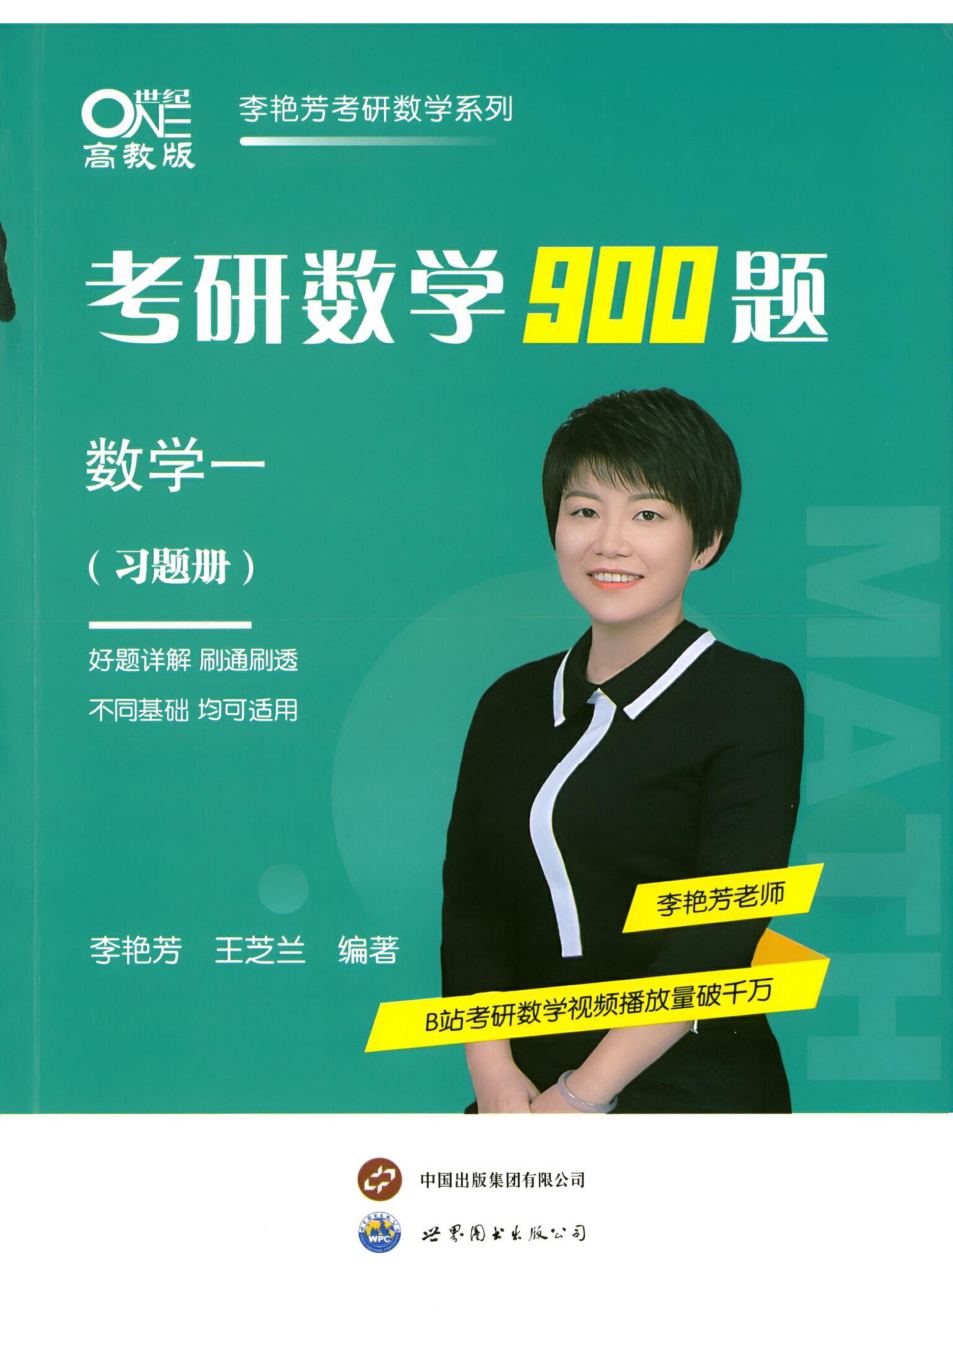 世纪
ONE
高教版
李艳芳考研数学系列
考研数学900题
数学一
（习题册）
好题详解 刷通刷透
不同基础 均可适用
MATH
李艳芳老师
李艳芳 王芝兰 编著
B站考研数学视频播放量破千万
中国出版集团有限公司
WPC
世界图书出版公司